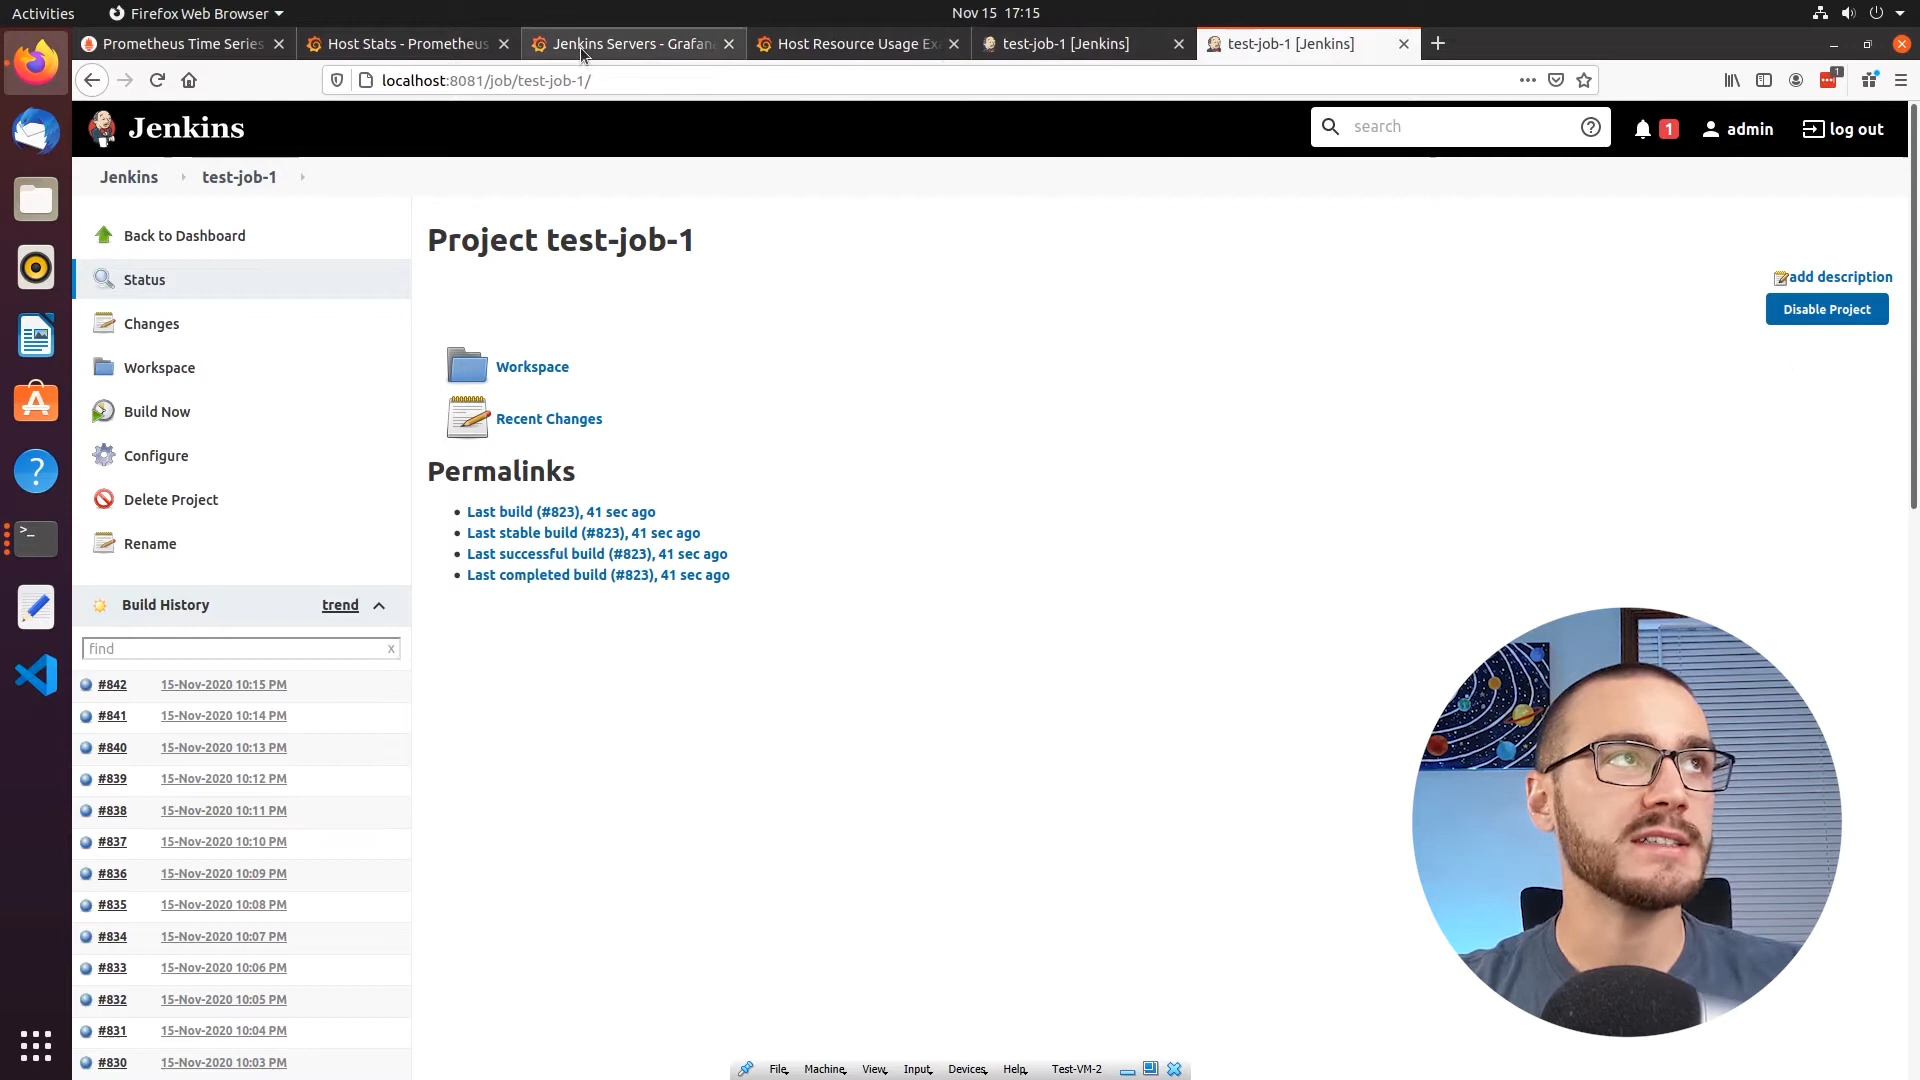 Activities
Firefox Web Browser
Nov 15 17:15
Prometheus Time Series
Host Stats - Prometheus
Jenkins Servers - Grafana
Host Resource Usage Ex
test-job-1 [Jenkins]
test-job-1 [Jenkins]
localhost:8081/job/test-job-1/
1
Jenkins
search
1
admin
log out
Jenkins
test-job-1
Back to Dashboard
Status
Changes
Workspace
Build Now
Configure
Delete Project
Rename
Project test-job-1
add description
Disable Project
Workspace
Recent Changes
Permalinks
Last build (#823), 41 sec ago
Last stable build (#823), 41 sec ago
Last successful build (#823), 41 sec ago
Last completed build (#823), 41 sec ago
Build History
trend
find
x
#842 15-Nov-2020 10:15 PM
#841 15-Nov-2020 10:14 PM
#840 15-Nov-2020 10:13 PM
#839 15-Nov-2020 10:12 PM
#838 15-Nov-2020 10:11 PM
#837 15-Nov-2020 10:10 PM
#836 15-Nov-2020 10:09 PM
#835 15-Nov-2020 10:08 PM
#834 15-Nov-2020 10:07 PM
#833 15-Nov-2020 10:06 PM
#832 15-Nov-2020 10:05 PM
#831 15-Nov-2020 10:04 PM
#830 15-Nov-2020 10:03 PM
File Machine View Input Devices Help Test-VM-2